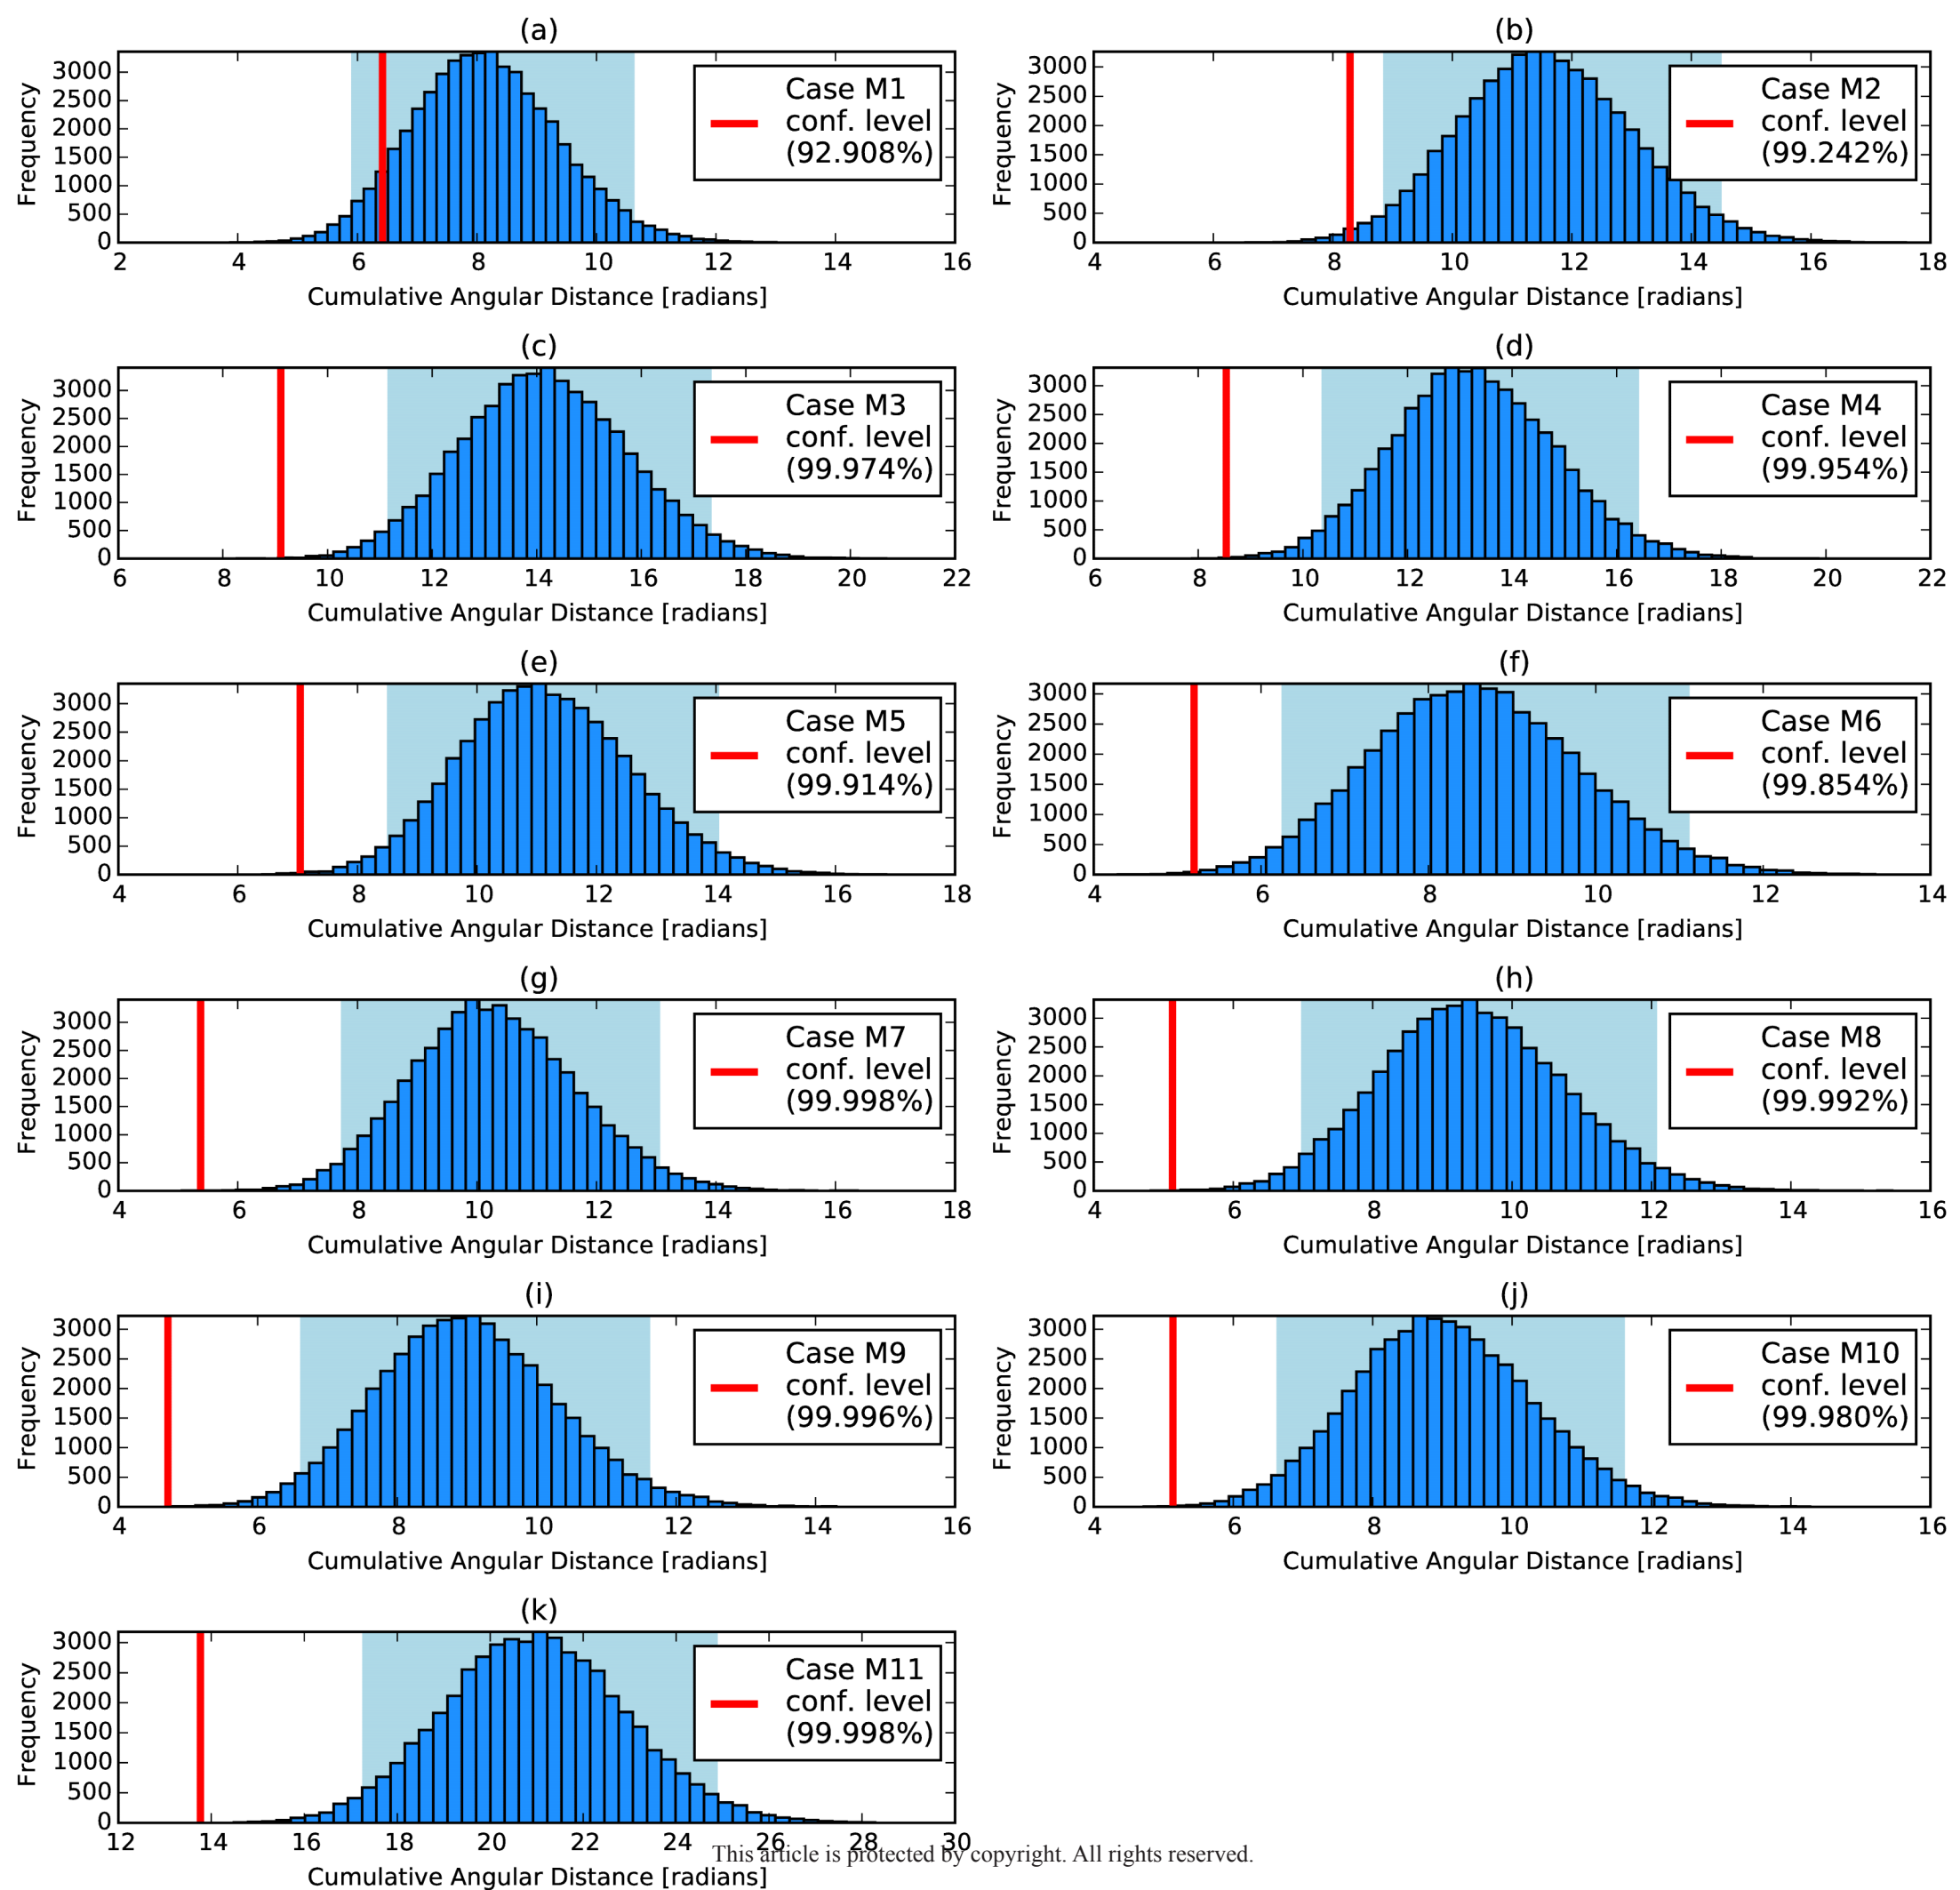 (a)
Frequency
3000
2500
2000
1500
1000
500
0
Case M1
conf. level
(92.908%)
2 4 6 8 10 12 14 16
Cumulative Angular Distance [radians]
(b)
Frequency
3000
2500
2000
1500
1000
500
0
Case M2
conf. level
(99.242%)
4 6 8 10 12 14 16 18
Cumulative Angular Distance [radians]
(c)
Frequency
3000
2500
2000
1500
1000
500
0
Case M3
conf. level
(99.974%)
6 8 10 12 14 16 18 20 22
Cumulative Angular Distance [radians]
(d)
Frequency
3000
2500
2000
1500
1000
500
0
Case M4
conf. level
(99.954%)
6 8 10 12 14 16 18 20 22
Cumulative Angular Distance [radians]
(e)
Frequency
3000
2500
2000
1500
1000
500
0
Case M5
conf. level
(99.914%)
4 6 8 10 12 14 16 18
Cumulative Angular Distance [radians]
(f)
Frequency
3000
2500
2000
1500
1000
500
0
Case M6
conf. level
(99.854%)
4 6 8 10 12 14
Cumulative Angular Distance [radians]
(g)
Frequency
3000
2500
2000
1500
1000
500
0
Case M7
conf. level
(99.998%)
4 6 8 10 12 14 16 18
Cumulative Angular Distance [radians]
(h)
Frequency
3000
2500
2000
1500
1000
500
0
Case M8
conf. level
(99.992%)
4 6 8 10 12 14 16
Cumulative Angular Distance [radians]
(i)
Frequency
3000
2500
2000
1500
1000
500
0
Case M9
conf. level
(99.996%)
4 6 8 10 12 14 16
Cumulative Angular Distance [radians]
(j)
Frequency
3000
2500
2000
1500
1000
500
0
Case M10
conf. level
(99.980%)
4 6 8 10 12 14 16
Cumulative Angular Distance [radians]
(k)
Frequency
3000
2500
2000
1500
1000
500
0
Case M11
conf. level
(99.998%)
12 14 16 18 20 22 24 26 28 30
This article is protected by copyright. All rights reserved.
Cumulative Angular Distance [radians]